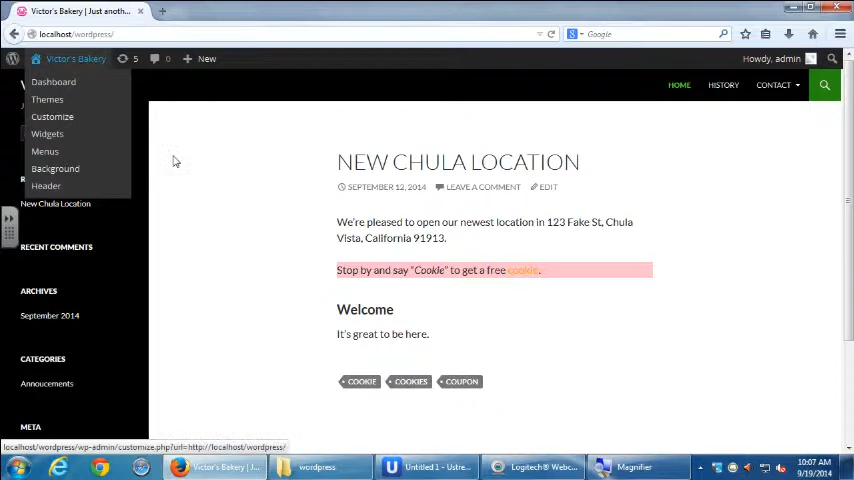 Victor's Bakery | Just anoth...
localhost/wordpress/
Google
Victor's Bakery
5
0
New
Howdy, admin
Dashboard
Themes
Customize
Widgets
Menus
Background
Header
HOME
HISTORY
CONTACT
NEW CHULA LOCATION
SEPTEMBER 12, 2014
LEAVE A COMMENT
EDIT
We're pleased to open our newest location in 123 Fake St, Chula
Vista, California 91913.
Stop by and say "Cookie" to get a free cookie.
Welcome
It's great to be here.
COOKIE
COOKIES
COUPON
New Chula Location
RECENT COMMENTS
ARCHIVES
September 2014
CATEGORIES
Annoucements
META
localhost/wordpress/wp-admin/customize.php?url=http://localhost/wordpress/
Victor's Bakery | J...
wordpress
Untitled 1 - Ustre...
Logitech® Webc...
Magnifier
10:07 AM
9/19/2014